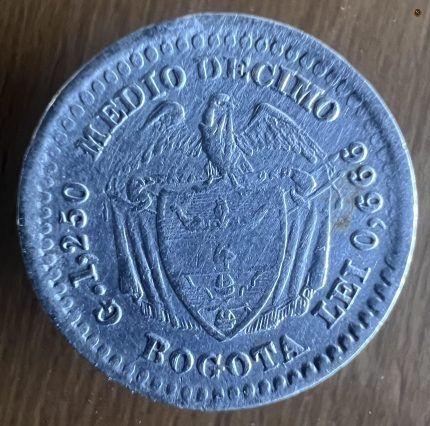 G. 1,250 MEDIO DECIMO
BOGOTA LEI 0,666